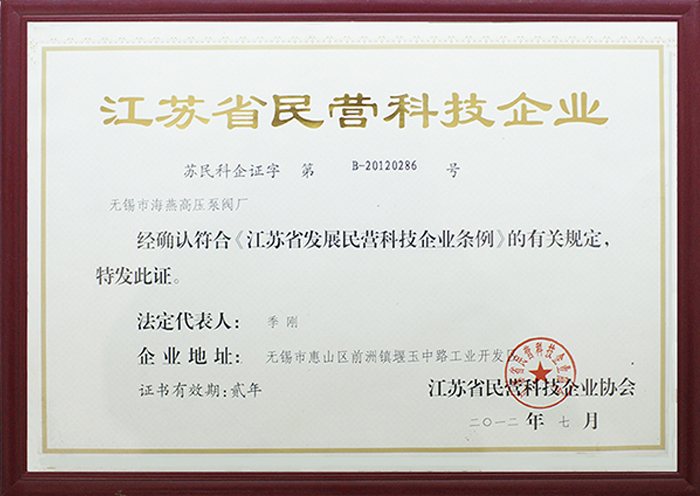 江苏省民营科技企业
苏民科企证字 第 B-20120286 号
无锡市海燕高压泵阀厂
经确认符合《江苏省发展民营科技企业条例》的有关规定，
特发此证。
法定代表人：季刚
企业地址：无锡市惠山区前洲镇堰玉中路工业开发区
证书有效期：贰年
江苏省民营科技企业协会
二〇一二年七月